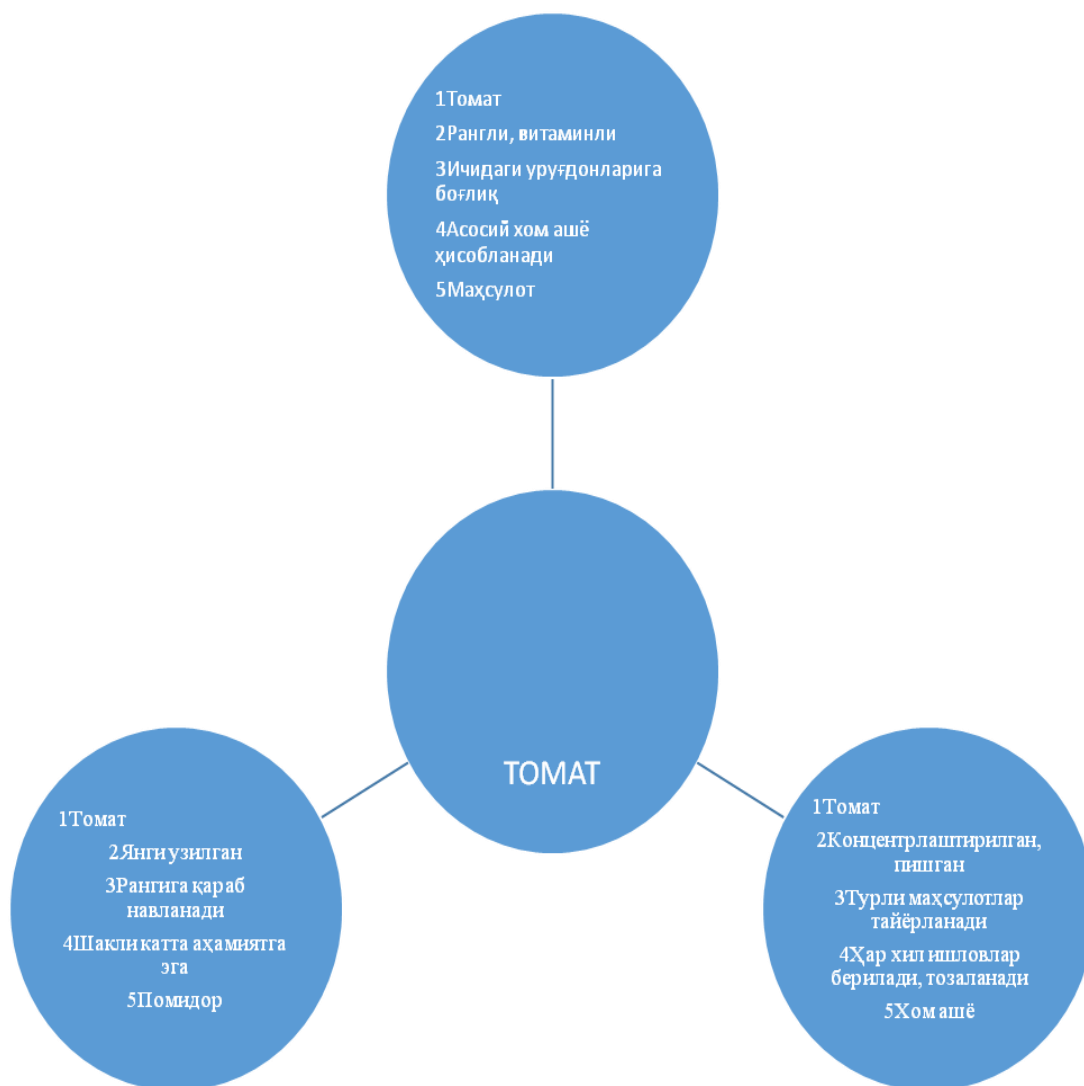 1Томат
2Рангли, витаминли
3Ичидаги уруғдонларига
боғлиқ
4Асосий хом ашё
ҳисобланади
5Маҳсулот
ТОМАТ
1Томат
2Янги узилган
3Рангига қараб
навланади
4Шакли катта аҳамиятга
эга
5Помидор
1Томат
2Концентрлаштирилган,
пишган
3Турли маҳсулотлар
тайёрланади
4Ҳар хил ишловлар
берилади, тозаланади
5Хом ашё